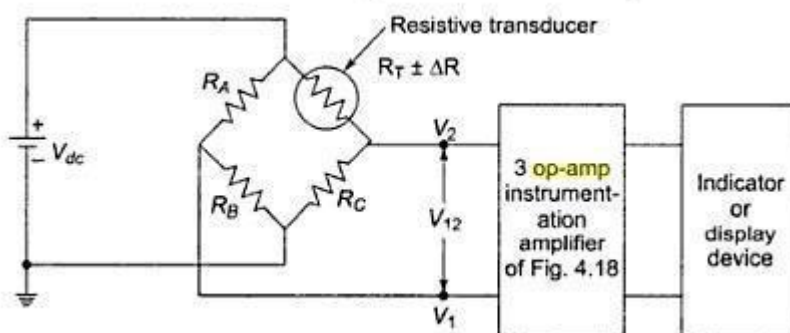 Resistive transducer
R_T ± ΔR
R_A
+
−
V_dc
R_B
R_C
V_2
V_12
V_1
3 op-amp
instrument-
ation
amplifier
of Fig. 4.18
Indicator
or
display
device